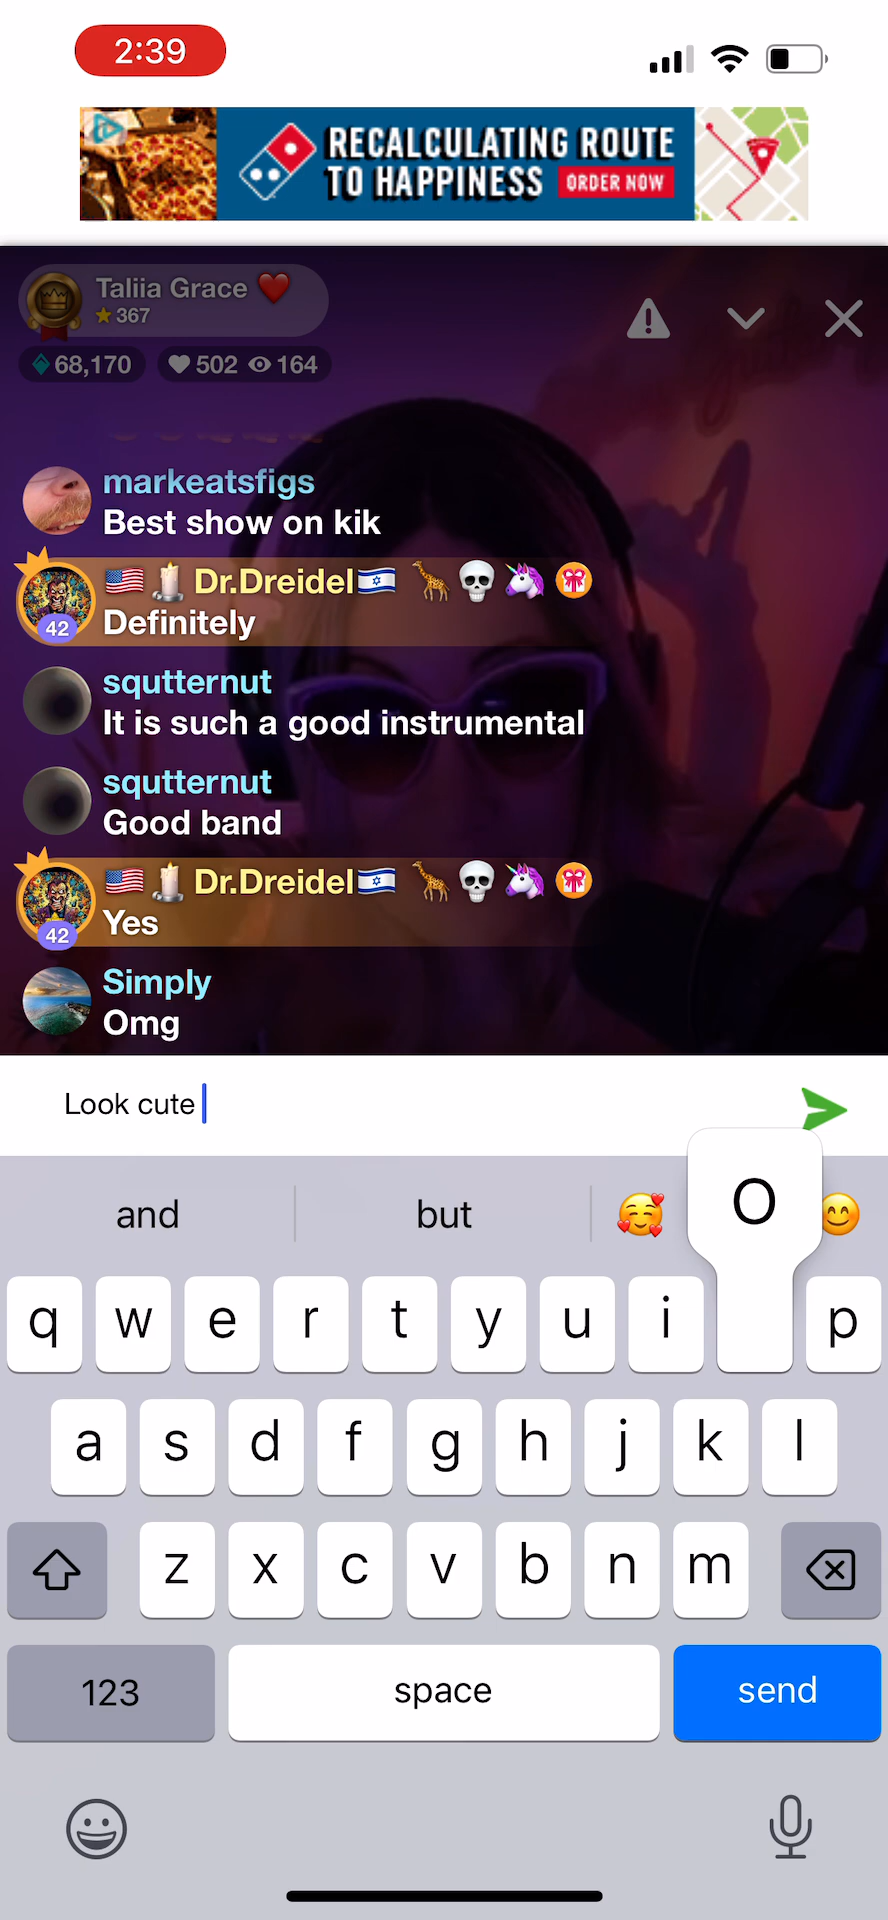 2:39
RECALCULATING ROUTE
TO HAPPINESS ORDER NOW
Taliia Grace ❤️
367
68,170 502 164
markeatsfigs
Best show on kik
🇺🇸🕯️ Dr.Dreidel🇮🇱 🦒💀🦄
42
Definitely
squtternut
It is such a good instrumental
squtternut
Good band
🇺🇸🕯️ Dr.Dreidel🇮🇱 🦒💀🦄
42
Yes
Simply
Omg
Look cute
and but 🥰 😊
O
q w e r t y u i p
a s d f g h j k l
z x c v b n m
123 space send